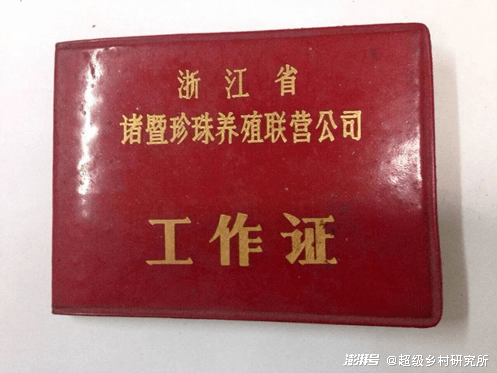 浙江省
诸暨珍珠养殖联营公司
工作证
澎湃号 @超级乡村研究所